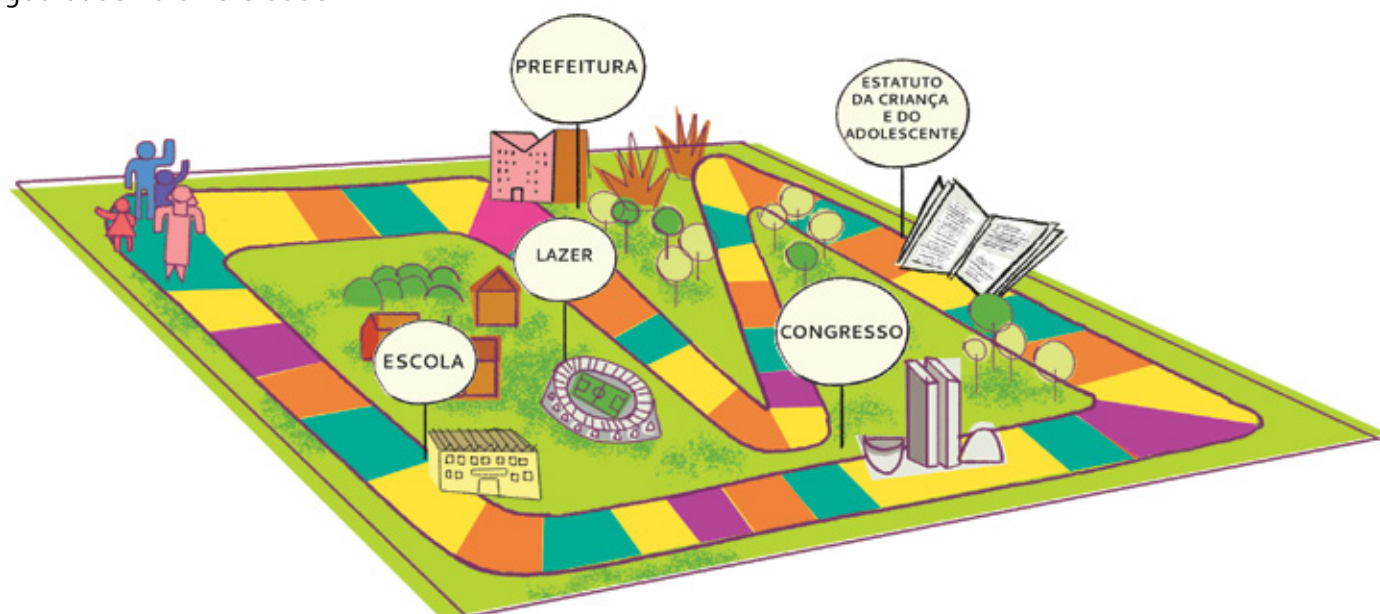 PREFEITURA
ESTATUTO
DA CRIANÇA
E DO
ADOLESCENTE
LAZER
CONGRESSO
ESCOLA